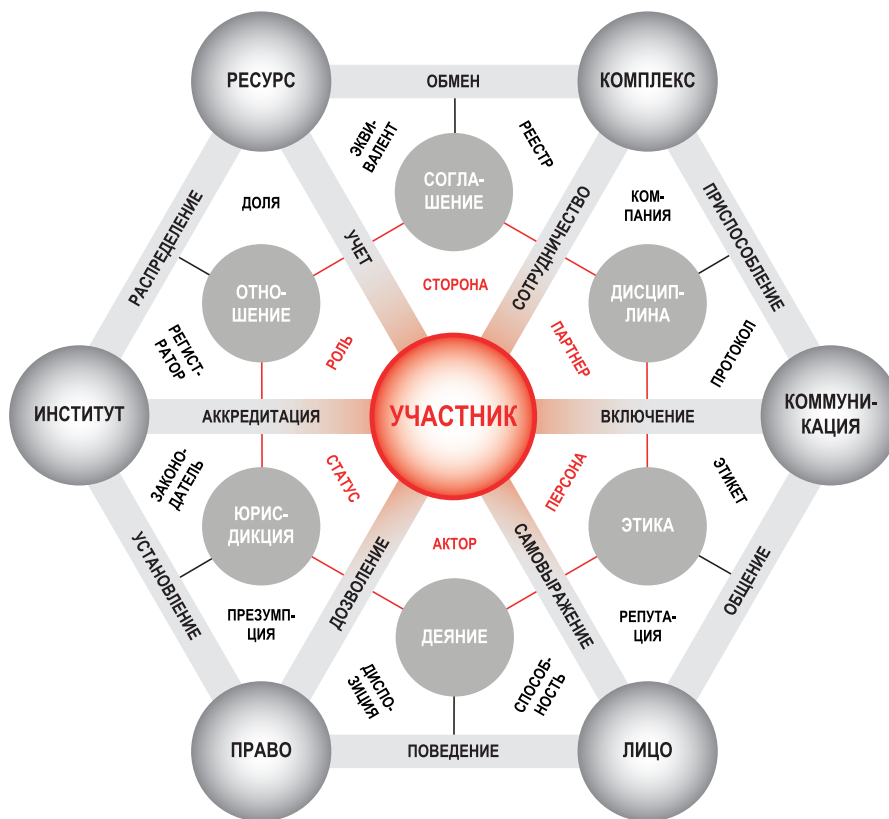 РЕСУРС
ОБМЕН
КОМПЛЕКС
ЭКВИ-
ВАЛЕНТ
РЕЕСТР
СОГЛА-
ШЕНИЕ
ДОЛЯ
КОМ-
ПАНИЯ
РАСПРЕДЕЛЕНИЕ
УЧЕТ
СОТРУДНИЧЕСТВО
ПРИСПОСОБЛЕНИЕ
СТОРОНА
ОТНО-
ШЕНИЕ
ДИСЦИП-
ЛИНА
РЕГИСТ-
РАТОР
РОЛЬ
ПАРТНЕР
ПРОТОКОЛ
ИНСТИТУТ
АККРЕДИТАЦИЯ
УЧАСТНИК
ВКЛЮЧЕНИЕ
КОММУНИ-
КАЦИЯ
ЗАКОНО-
ДАТЕЛЬ
СТАТУС
ПЕРСОНА
ЭТИКЕТ
ЮРИС-
ДИКЦИЯ
ЭТИКА
АКТОР
УСТАНОВЛЕНИЕ
ДОЗВОЛЕНИЕ
САМОВЫРАЖЕНИЕ
ОБЩЕНИЕ
ПРЕЗУМП-
ЦИЯ
ДЕЯНИЕ
РЕПУТА-
ЦИЯ
ДИСПО-
ЗИЦИЯ
СПОСОБ-
НОСТЬ
ПРАВО
ПОВЕДЕНИЕ
ЛИЦО